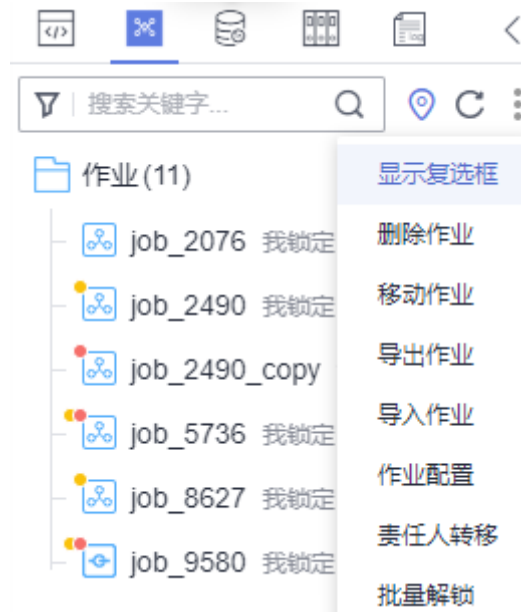 搜索关键字...
作业 (11)
显示复选框
job_2076 我锁定
删除作业
job_2490 我锁定
移动作业
job_2490_copy
导出作业
job_5736 我锁定
导入作业
job_8627 我锁定
作业配置
job_9580 我锁定
责任人转移
批量解锁